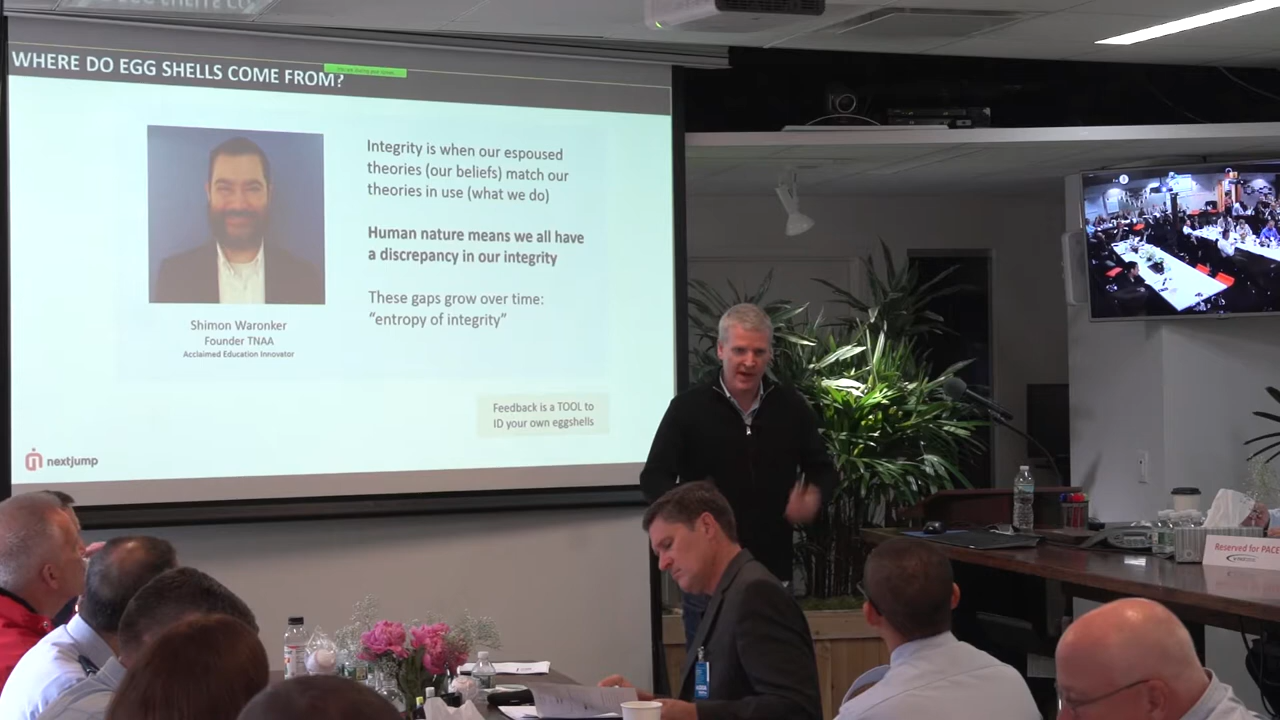 WHERE DO EGG SHELLS COME FROM?
Integrity is when our espoused
theories (our beliefs) match our
theories in use (what we do)
Human nature means we all have
a discrepancy in our integrity
These gaps grow over time:
"entropy of integrity"
Shimon Waronker
Founder TNAA
Acclaimed Education Innovator
Feedback is a TOOL to
ID your own eggshells
nextjump
Reserved for PACE